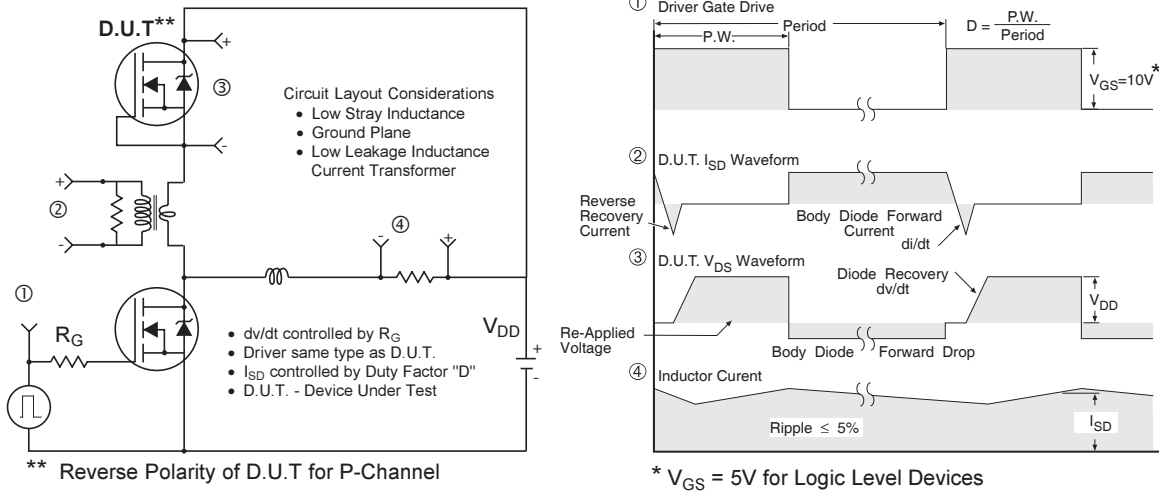 D.U.T**
+
③
-
Circuit Layout Considerations
• Low Stray Inductance
• Ground Plane
• Low Leakage Inductance
Current Transformer
+
②
-
④
-
+
①
R_G
V_DD
+
-
• dv/dt controlled by R_G
• Driver same type as D.U.T.
• I_SD controlled by Duty Factor "D"
• D.U.T. - Device Under Test
** Reverse Polarity of D.U.T for P-Channel
① Driver Gate Drive
P.W.
Period
D = P.W. / Period
V_GS=10V*
② D.U.T. I_SD Waveform
Reverse
Recovery
Current
Body Diode Forward
Current
di/dt
③ D.U.T. V_DS Waveform
Diode Recovery
dv/dt
V_DD
Re-Applied
Voltage
Body Diode Forward Drop
④ Inductor Curent
Ripple ≤ 5%
I_SD
* V_GS = 5V for Logic Level Devices